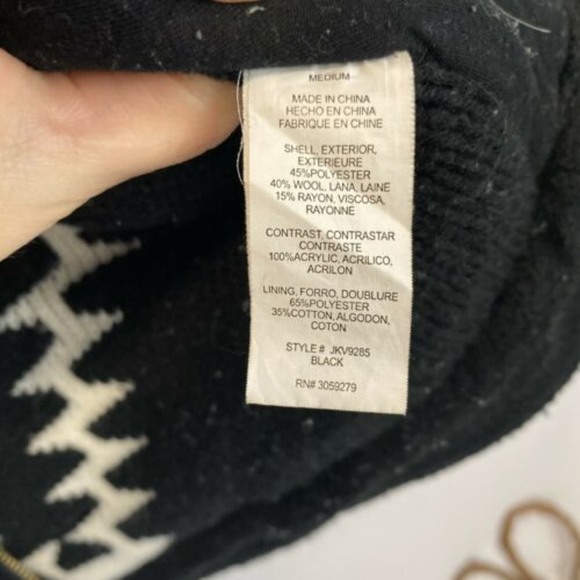 MEDIUM
MADE IN CHINA
HECHO EN CHINA
FABRIQUE EN CHINE
SHELL, EXTERIOR,
EXTERIEURE
45%POLYESTER
40% WOOL, LANA, LAINE
15% RAYON, VISCOSA,
RAYONNE
CONTRAST, CONTRASTAR
CONTRASTE
100%ACRYLIC, ACRILICO,
ACRILON
LINING, FORRO, DOUBLURE
65%POLYESTER
35%COTTON, ALGODON,
COTON
STYLE # JKV9285
BLACK
RN# 3059279